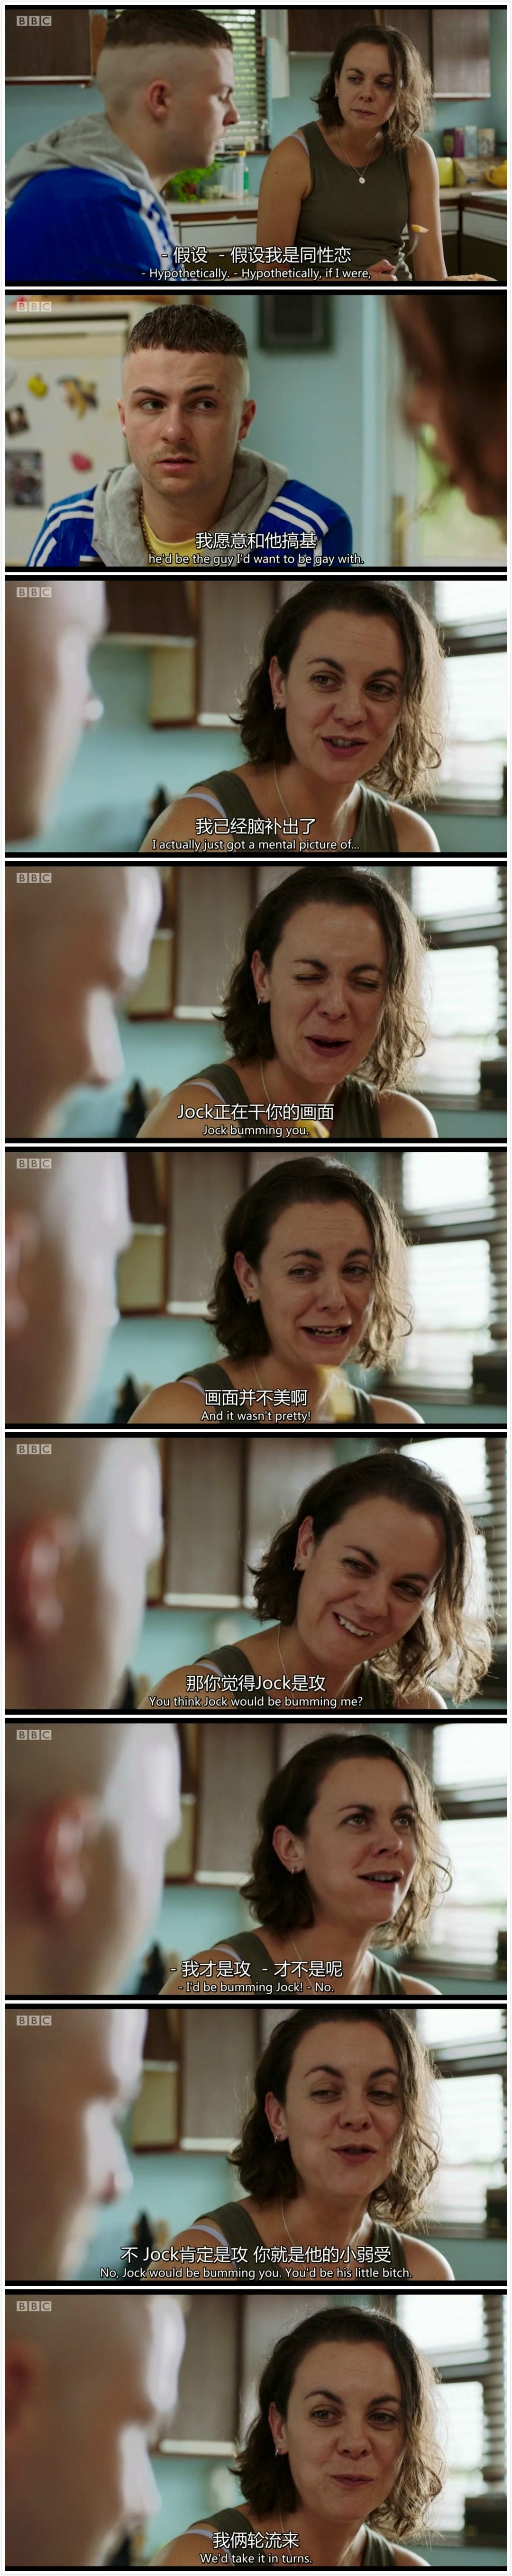 BBC
- 假设 - 假设我是同性恋
- Hypothetically. - Hypothetically, if I were,
BBC
我愿意和他搞基
he'd be the guy I'd want to be gay with.
BBC
我已经脑补出了
I actually just got a mental picture of...
BBC
Jock正在干你的画面
Jock bumming you.
BBC
画面并不美啊
And it wasn't pretty!
BBC
那你觉得Jock是攻
You think Jock would be bumming me?
BBC
- 我才是攻 - 才不是呢
- I'd be bumming Jock! - No.
BBC
不 Jock肯定是攻 你就是他的小弱受
No, Jock would be bumming you. You'd be his little bitch.
BBC
我俩轮流来
We'd take it in turns.